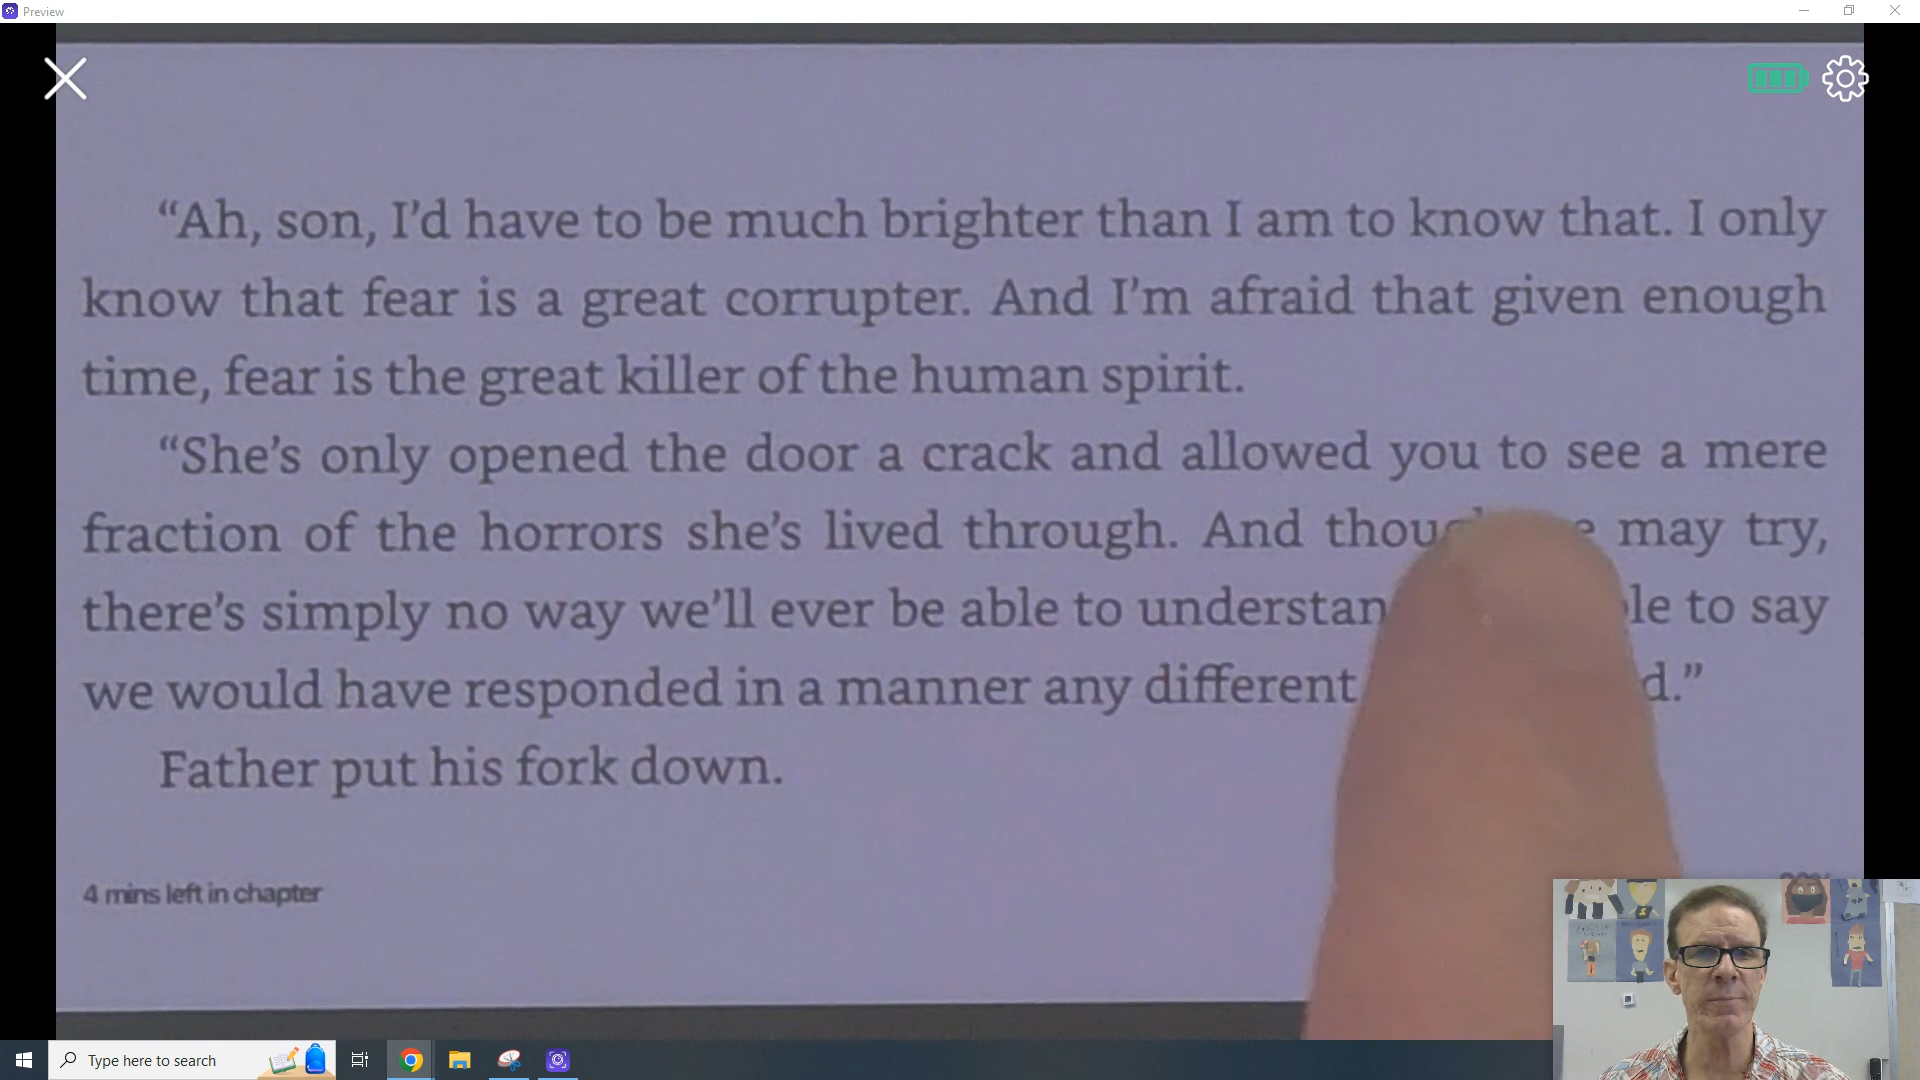 Preview
“Ah, son, I’d have to be much brighter than I am to know that. I only
know that fear is a great corrupter. And I’m afraid that given enough
time, fear is the great killer of the human spirit.
“She’s only opened the door a crack and allowed you to see a mere
fraction of the horrors she’s lived through. And may try,
there’s simply no way we’ll ever be able to to say
we would have responded in a manner any different
Father put his fork down.
4 mins left in chapter
Type here to search